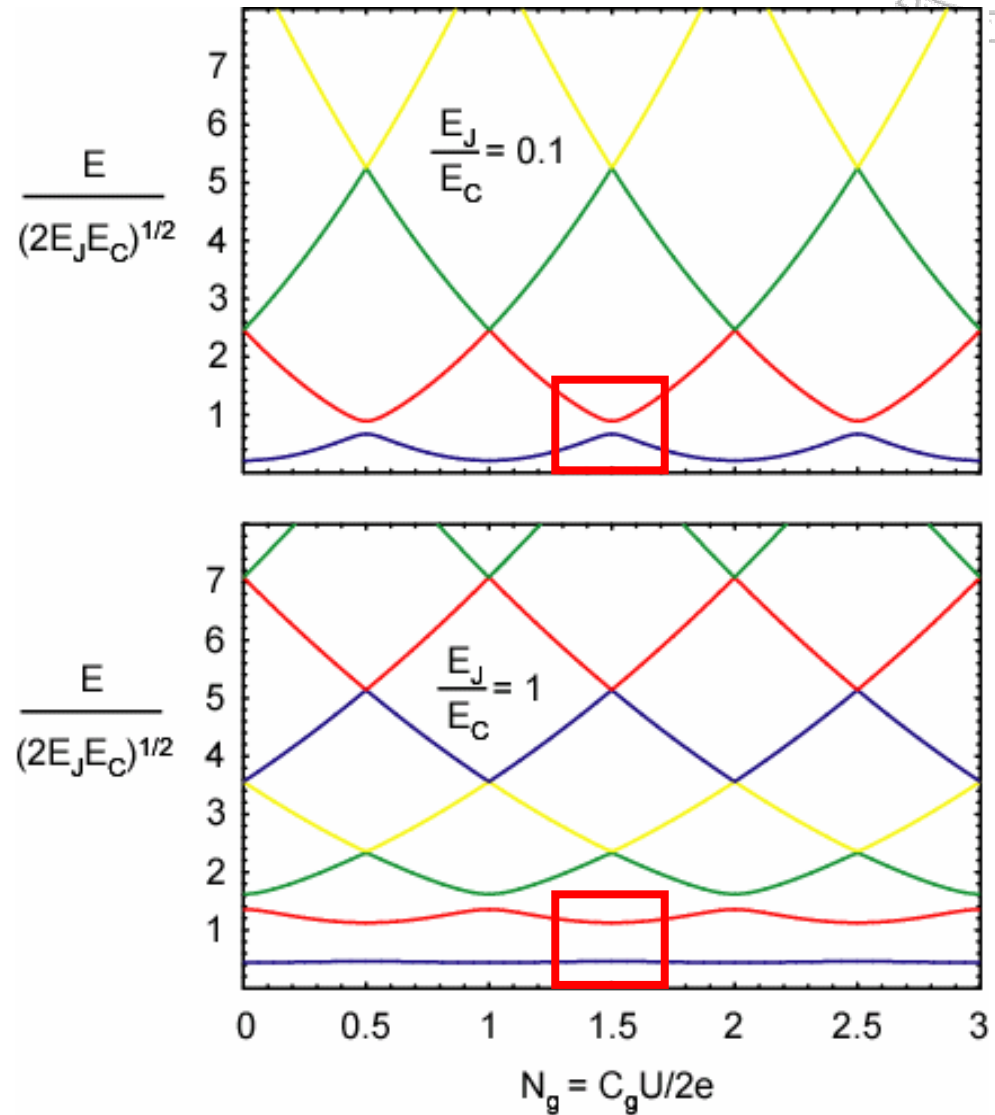 7
6
5
4
3
2
1
E
(2E_J E_C)^{1/2}
E_J
E_C
= 0.1
7
6
5
4
3
2
1
E
(2E_J E_C)^{1/2}
E_J
E_C
= 1
0 0.5 1 1.5 2 2.5 3
N_g = C_g U/2e